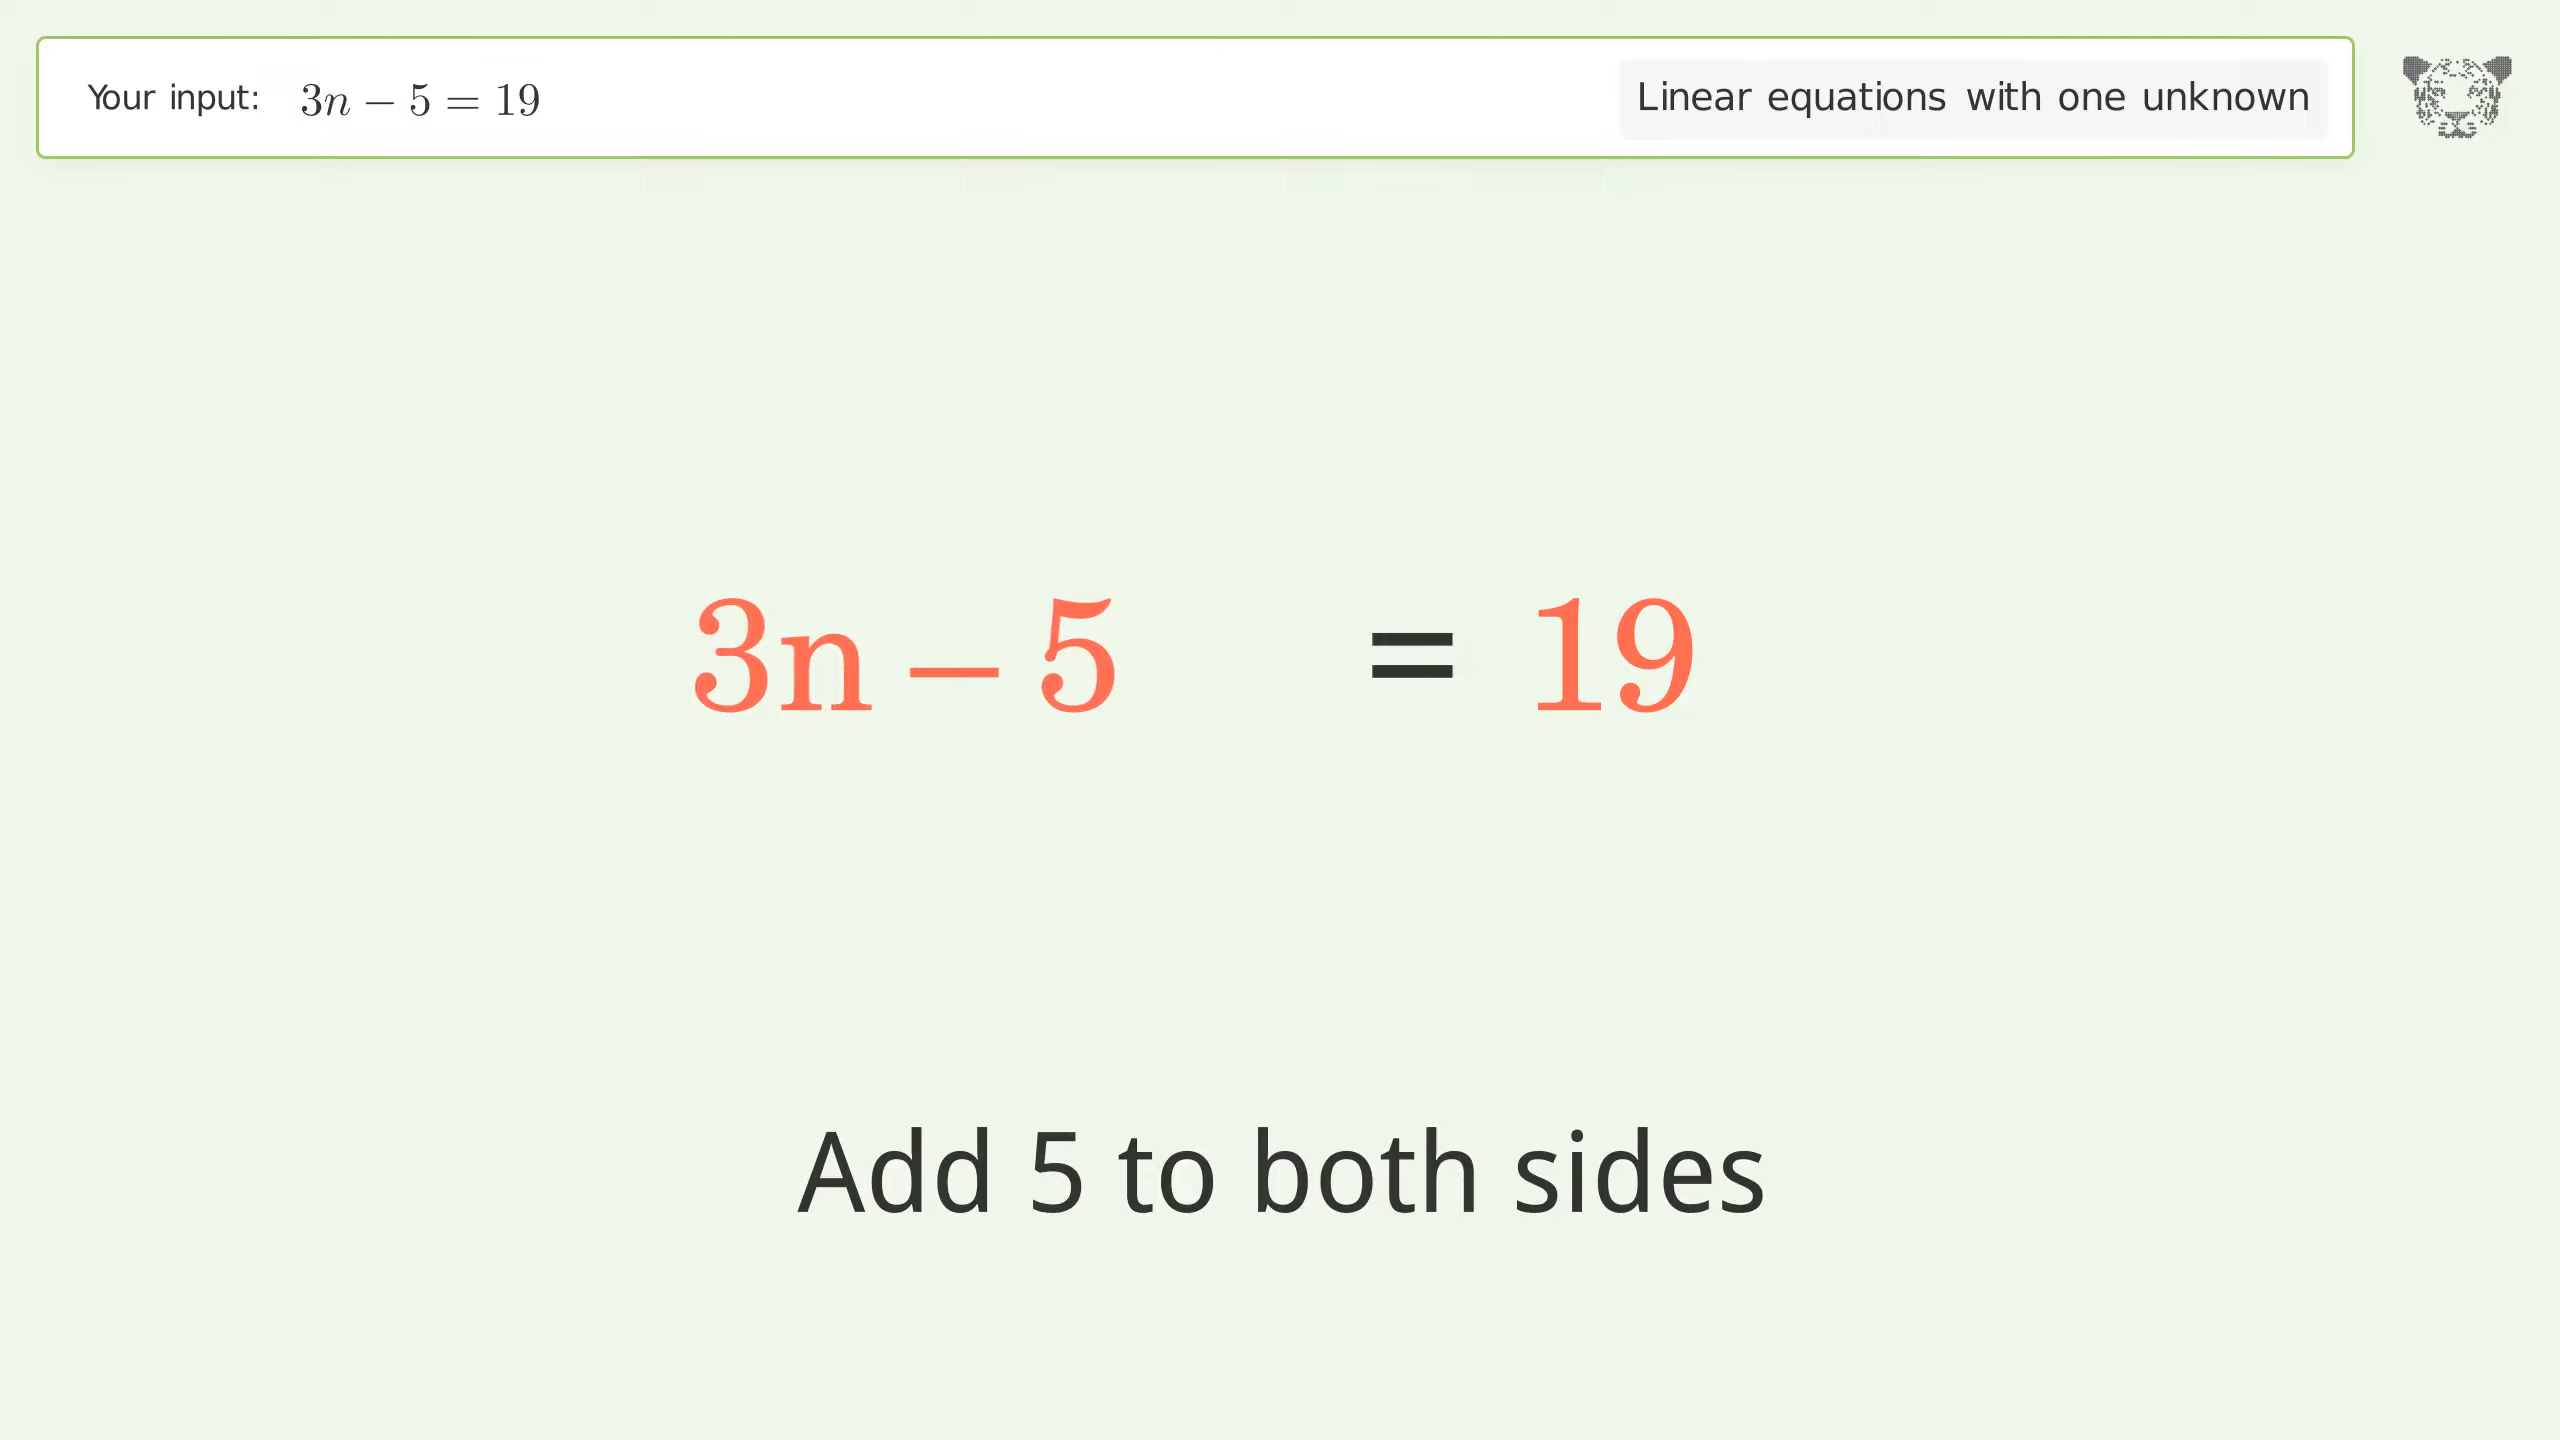 Your input: 3n − 5 = 19
Linear equations with one unknown
3n − 5 = 19
Add 5 to both sides